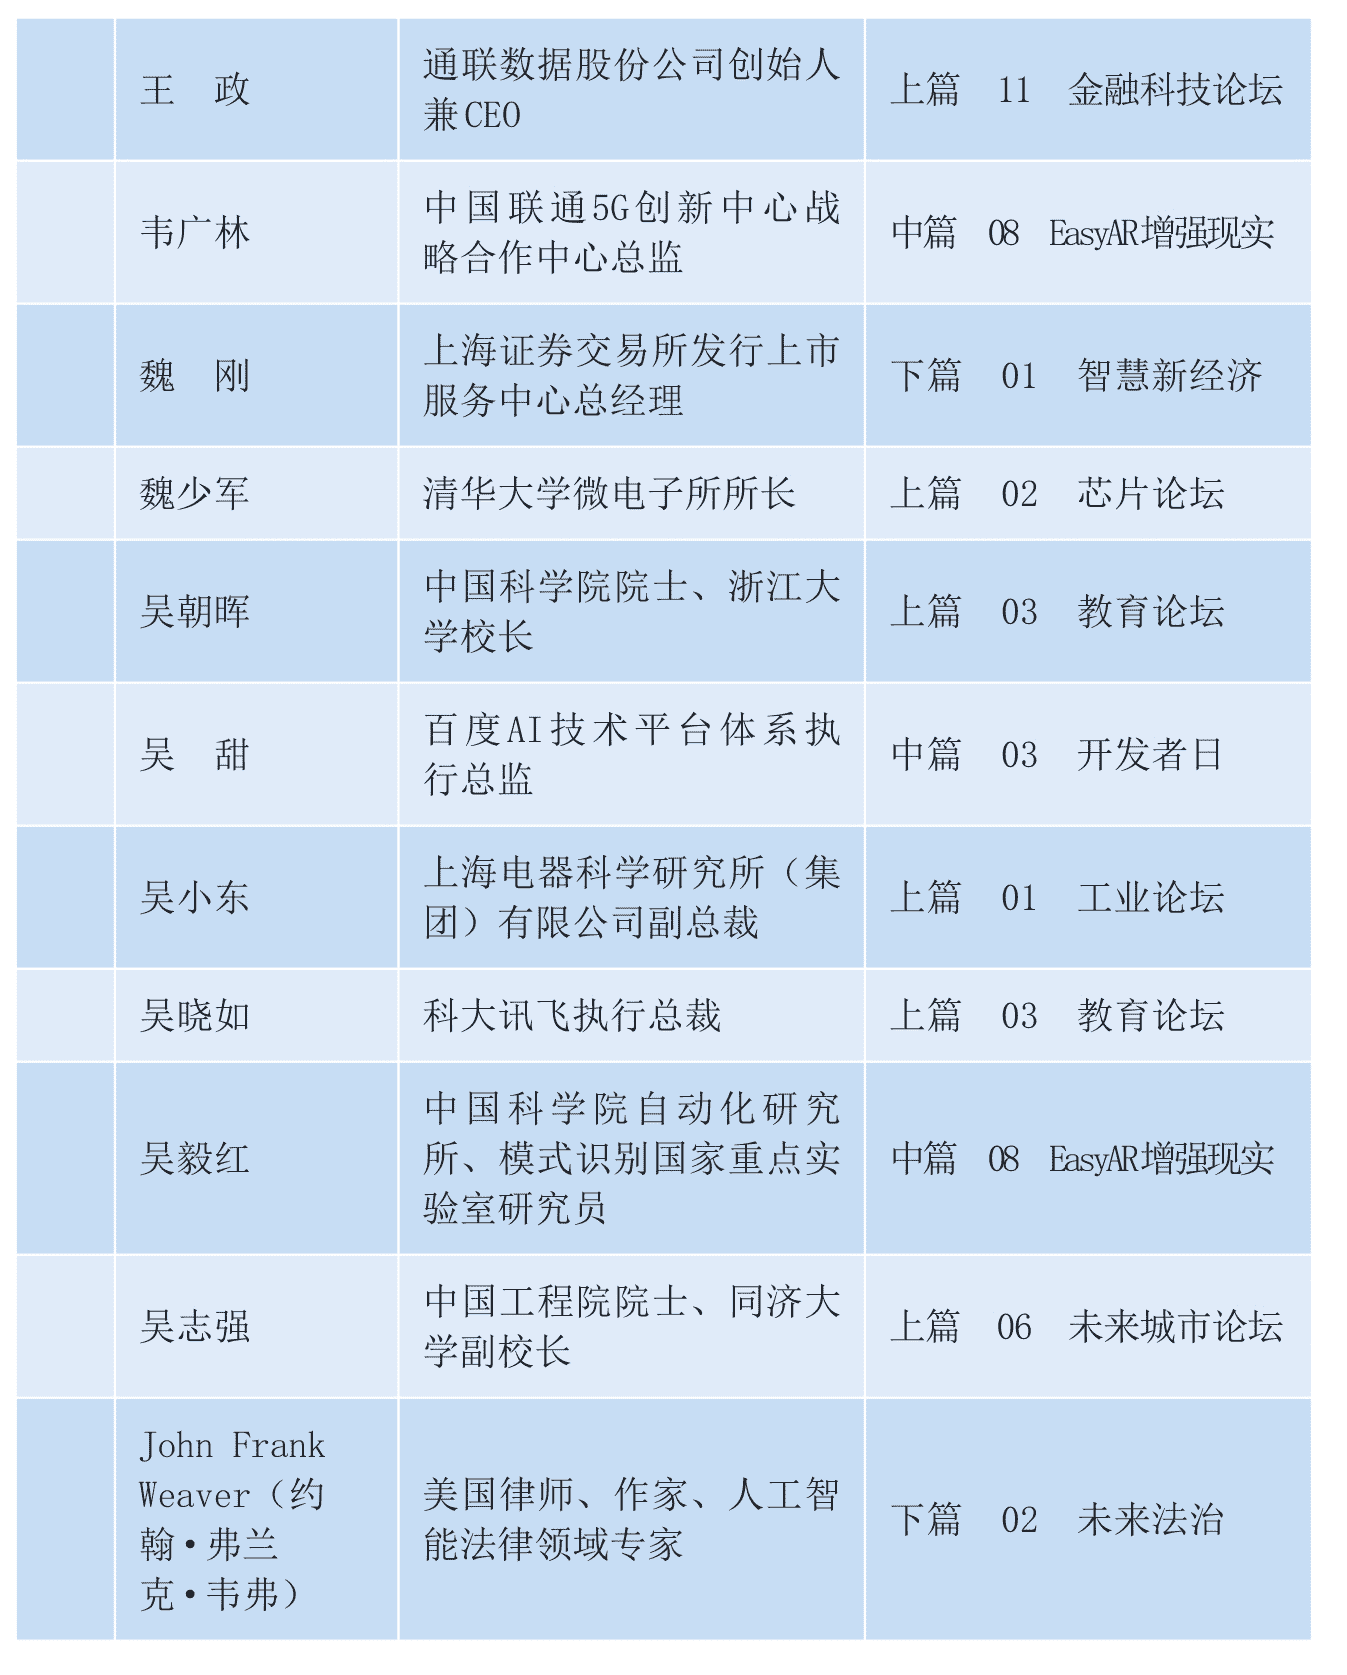 王　政
通联数据股份公司创始人
兼CEO
上篇　11　金融科技论坛
韦广林
中国联通5G创新中心战
略合作中心总监
中篇　08　EasyAR增强现实
魏　刚
上海证券交易所发行上市
服务中心总经理
下篇　01　智慧新经济
魏少军
清华大学微电子所所长
上篇　02　芯片论坛
吴朝晖
中国科学院院士、浙江大
学校长
上篇　03　教育论坛
吴　甜
百度AI技术平台体系执
行总监
中篇　03　开发者日
吴小东
上海电器科学研究所（集
团）有限公司副总裁
上篇　01　工业论坛
吴晓如
科大讯飞执行总裁
上篇　03　教育论坛
吴毅红
中国科学院自动化研究
所、模式识别国家重点实
验室研究员
中篇　08　EasyAR增强现实
吴志强
中国工程院院士、同济大
学副校长
上篇　06　未来城市论坛
John Frank
Weaver（约
翰·弗兰
克·韦弗）
美国律师、作家、人工智
能法律领域专家
下篇　02　未来法治